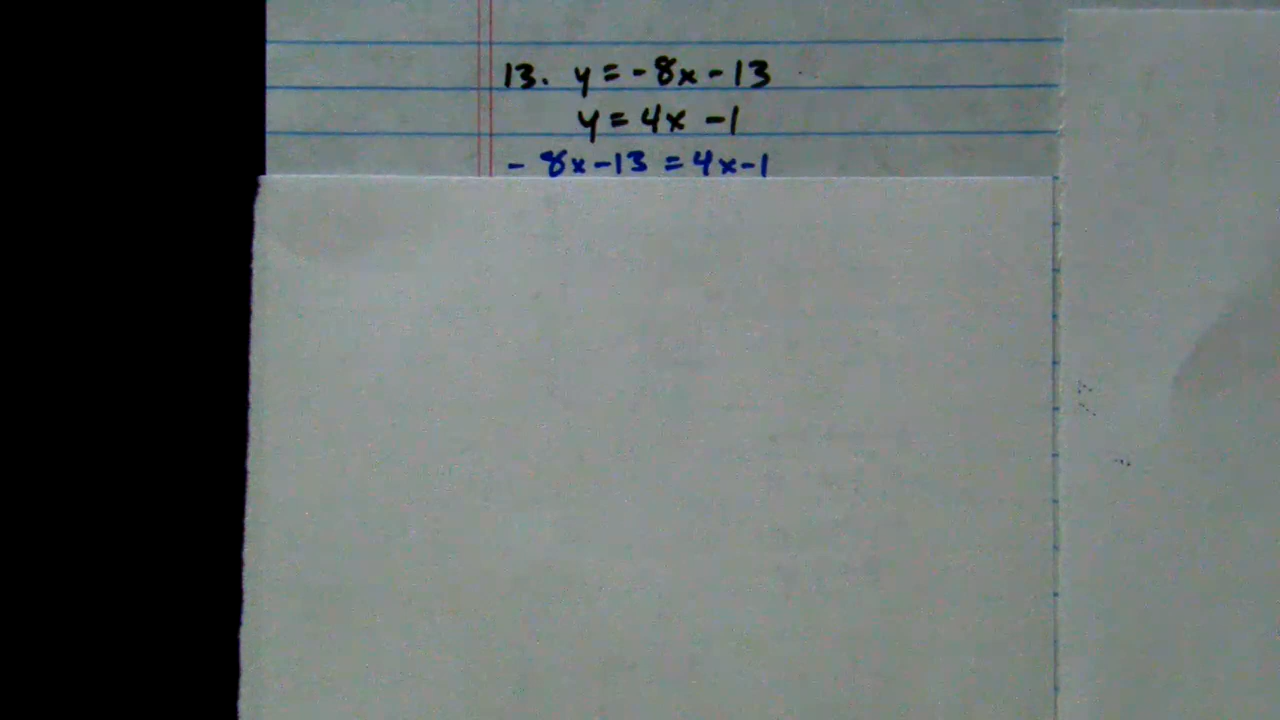 13. y = -8x - 13
y = 4x - 1
- 8x - 13 = 4x - 1